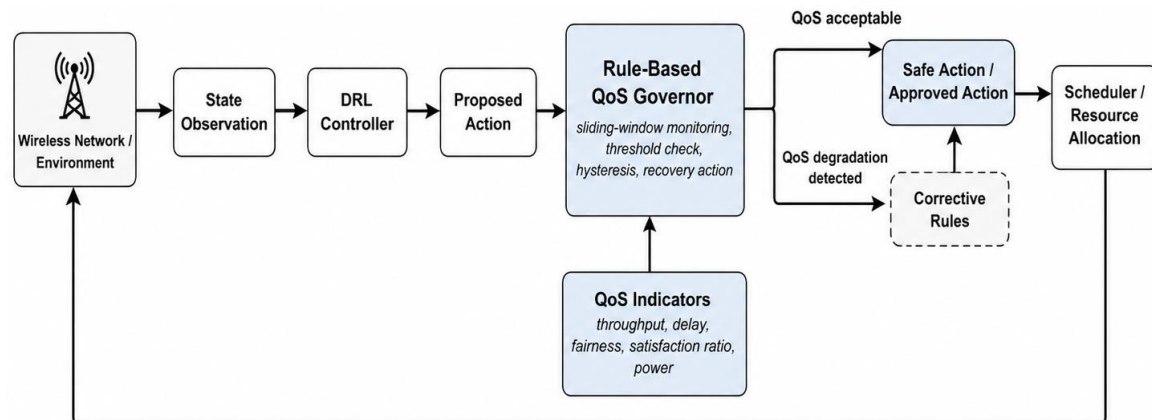 Wireless Network /
Environment
State
Observation
DRL
Controller
Proposed
Action
Rule-Based
QoS Governor
sliding-window monitoring,
threshold check,
hysteresis, recovery action
QoS Indicators
throughput, delay,
fairness, satisfaction ratio,
power
QoS acceptable
QoS degradation
detected
Safe Action /
Approved Action
Corrective
Rules
Scheduler /
Resource
Allocation